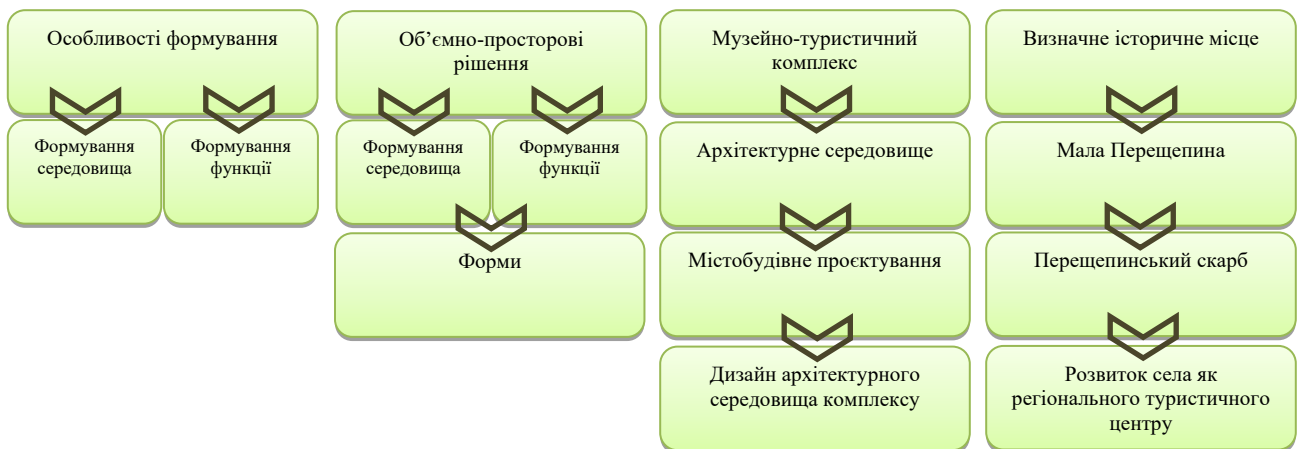 Особливості формування
Формування
середовища
Формування
функції
Об’ємно-просторові
рішення
Формування
середовища
Формування
функції
Форми
Музейно-туристичний
комплекс
Архітектурне середовище
Містобудівне проєктування
Дизайн архітектурного
середовища комплексу
Визначне історичне місце
Мала Перещепина
Перещепинський скарб
Розвиток села як
регіонального туристичного
центру